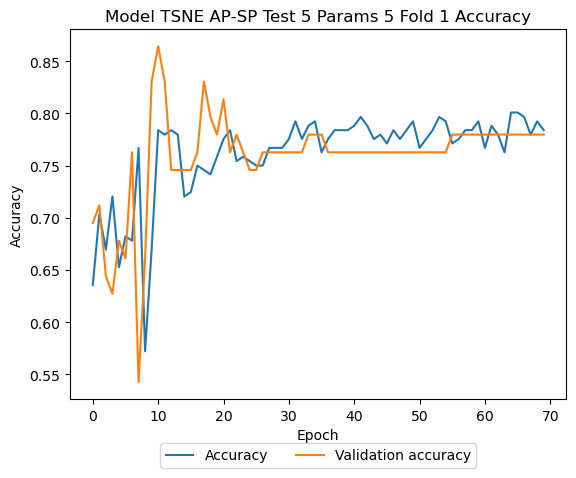 Model TSNE AP-SP Test 5 Params 5 Fold 1 Accuracy
0.85
0.80
0.75
0.70
0.65
0.60
0.55
Accuracy
0 10 20 30 40 50 60 70
Epoch
Accuracy Validation accuracy